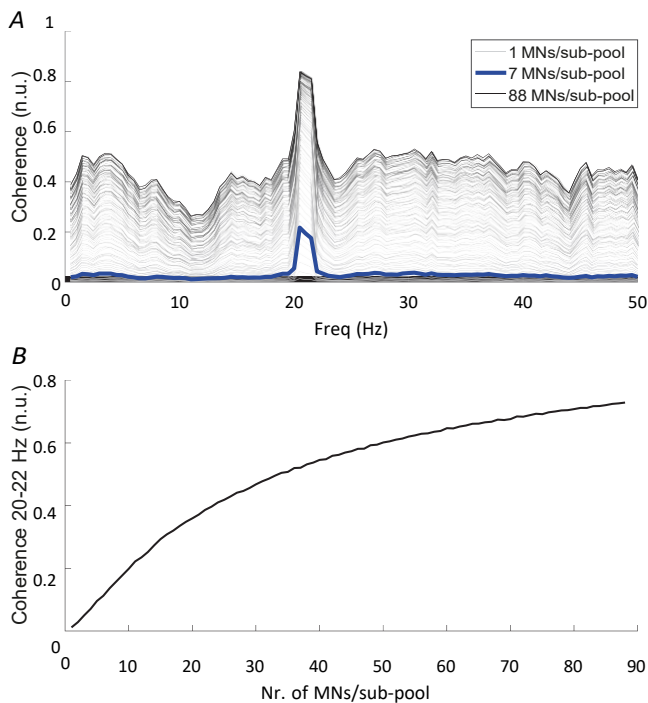 A
1
0.8
0.6
0.4
0.2
0
Coherence (n.u.)
1 MNs/sub-pool
7 MNs/sub-pool
88 MNs/sub-pool
0 10 20 30 40 50
Freq (Hz)
B
0.8
0.6
0.4
0.2
0
Coherence 20-22 Hz (n.u.)
0 10 20 30 40 50 60 70 80 90
Nr. of MNs/sub-pool